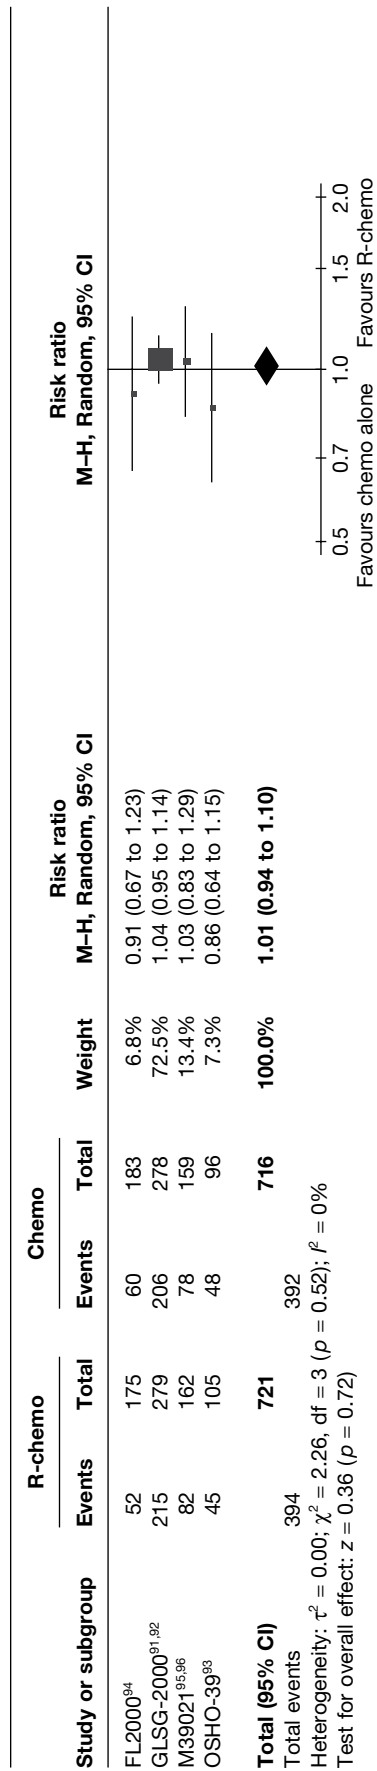 R-chemo Chemo Risk ratio Risk ratio
Study or subgroup Events Total Events Total Weight M–H, Random, 95% CI M–H, Random, 95% CI
FL2000⁹⁴ 52 175 60 183 6.8% 0.91 (0.67 to 1.23)
GLSG-2000⁹¹,⁹² 215 279 206 278 72.5% 1.04 (0.95 to 1.14)
M39021⁹⁵,⁹⁶ 82 162 78 159 13.4% 1.03 (0.83 to 1.29)
OSHO-39⁹³ 45 105 48 96 7.3% 0.86 (0.64 to 1.15)
Total (95% CI) 721 716 100.0% 1.01 (0.94 to 1.10)
Total events 394 392
Heterogeneity: τ² = 0.00; χ² = 2.26, df = 3 (p = 0.52); I² = 0%
Test for overall effect: z = 0.36 (p = 0.72)
0.5 0.7 1.0 1.5 2.0
Favours chemo alone Favours R-chemo